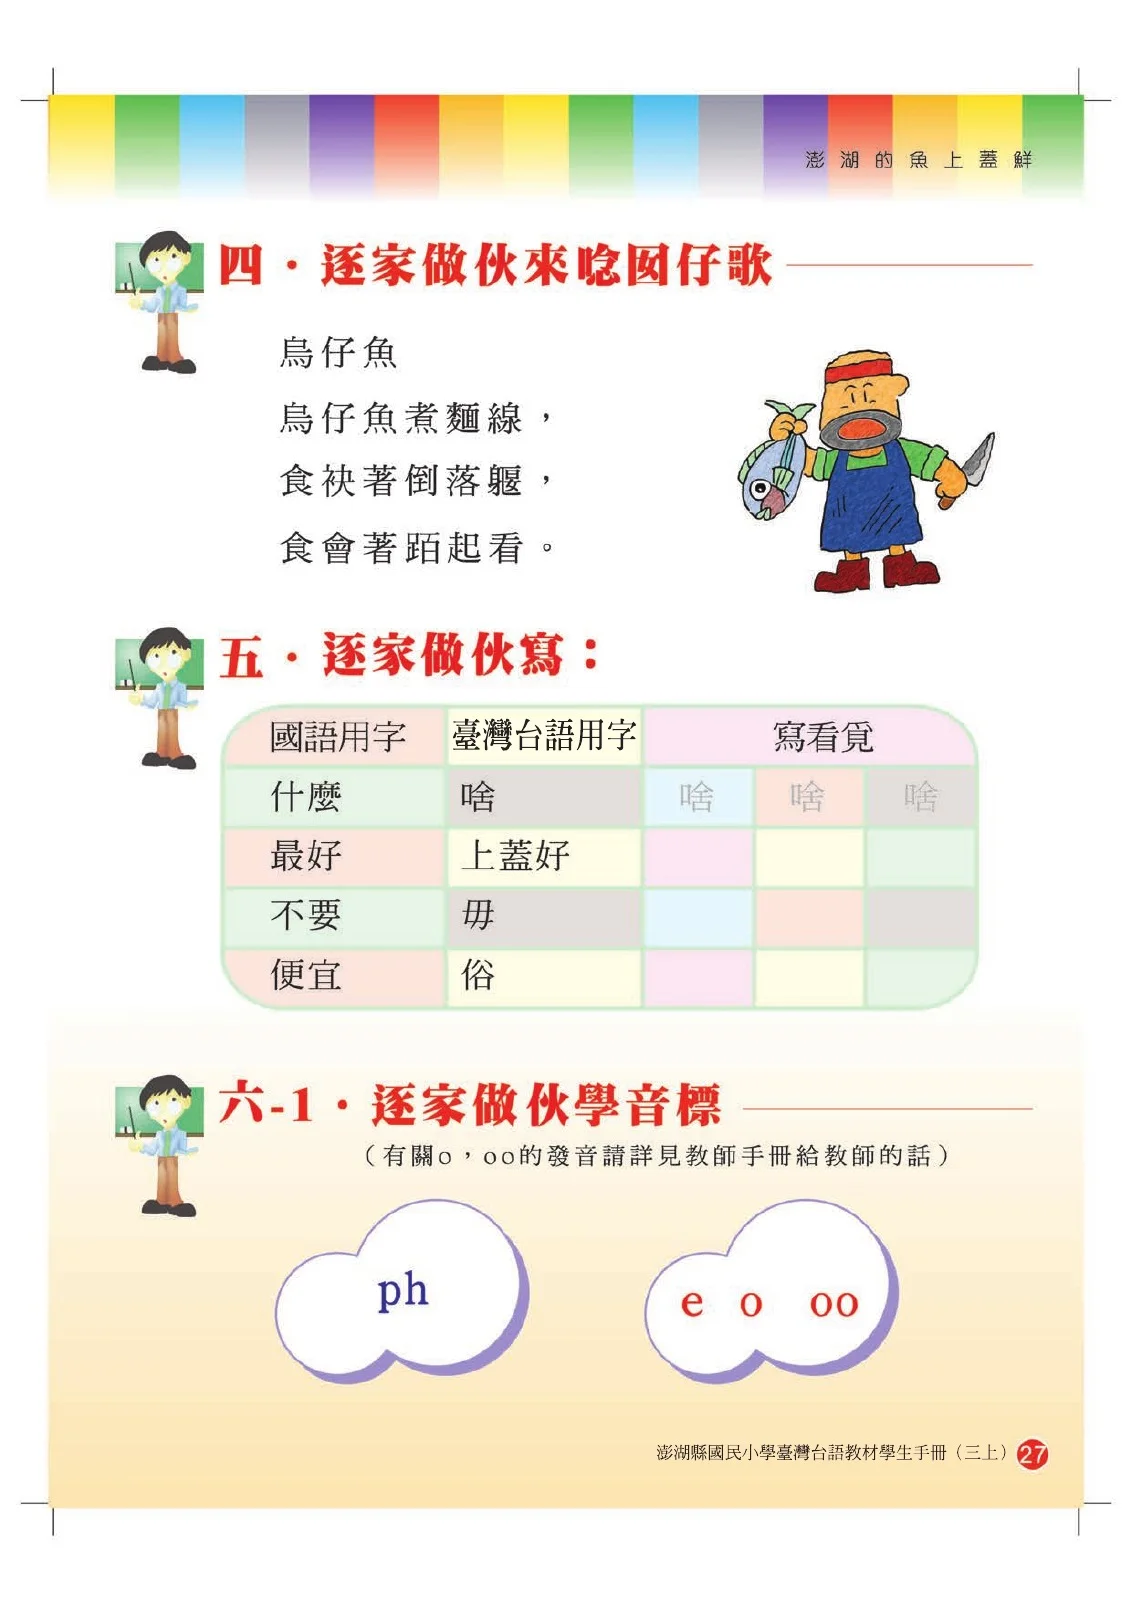 澎湖的魚上蓋鮮
四．逐家做伙來唸囡仔歌
烏仔魚
烏仔魚煮麵線，
食袂著倒落軀，
食會著跖起看。
五．逐家做伙寫：
國語用字 臺灣台語用字 寫看覓
什麼 啥 啥 啥 啥
最好 上蓋好
不要 毋
便宜 俗
六-1．逐家做伙學音標
（有關o，oo的發音請詳見教師手冊給教師的話）
ph
e o oo
澎湖縣國民小學臺灣台語教材學生手冊（三上） 27